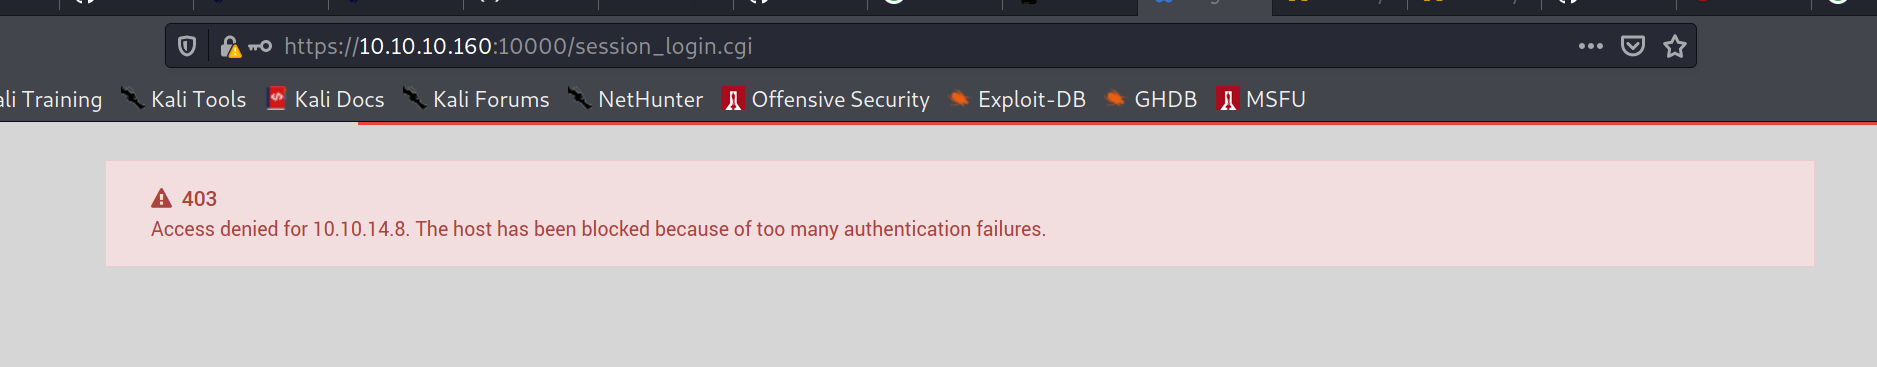 https://10.10.10.160:10000/session_login.cgi
ali Training Kali Tools Kali Docs Kali Forums NetHunter Offensive Security Exploit-DB GHDB MSFU
403
Access denied for 10.10.14.8. The host has been blocked because of too many authentication failures.